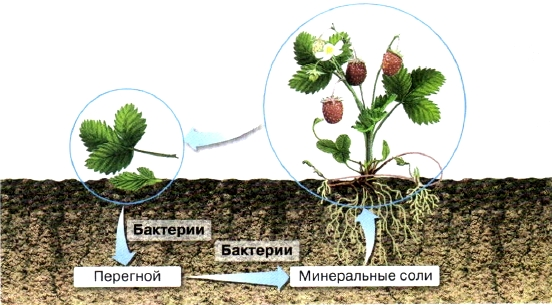 Бактерии
Бактерии
Перегной
Минеральные соли